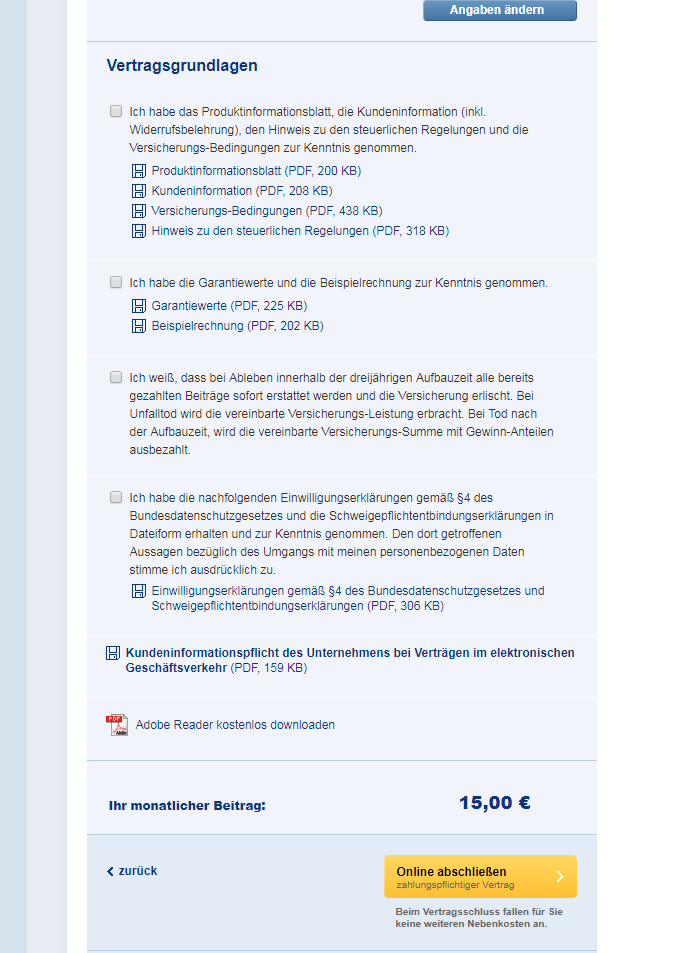 Angaben ändern
Vertragsgrundlagen
Ich habe das Produktinformationsblatt, die Kundeninformation (inkl.
Widerrufsbelehrung), den Hinweis zu den steuerlichen Regelungen und die
Versicherungs-Bedingungen zur Kenntnis genommen.
Produktinformationsblatt (PDF, 200 KB)
Kundeninformation (PDF, 208 KB)
Versicherungs-Bedingungen (PDF, 438 KB)
Hinweis zu den steuerlichen Regelungen (PDF, 318 KB)
Ich habe die Garantiewerte und die Beispielrechnung zur Kenntnis genommen.
Garantiewerte (PDF, 225 KB)
Beispielrechnung (PDF, 202 KB)
Ich weiß, dass bei Ableben innerhalb der dreijährigen Aufbauzeit alle bereits
gezahlten Beiträge sofort erstattet werden und die Versicherung erlischt. Bei
Unfalltod wird die vereinbarte Versicherungs-Leistung erbracht. Bei Tod nach
der Aufbauzeit, wird die vereinbarte Versicherungs-Summe mit Gewinn-Anteilen
ausbezahlt.
Ich habe die nachfolgenden Einwilligungserklärungen gemäß §4 des
Bundesdatenschutzgesetzes und die Schweigepflichtentbindungserklärungen in
Dateiform erhalten und zur Kenntnis genommen. Den dort getroffenen
Aussagen bezüglich des Umgangs mit meinen personenbezogenen Daten
stimme ich ausdrücklich zu.
Einwilligungserklärungen gemäß §4 des Bundesdatenschutzgesetzes und
Schweigepflichtentbindungserklärungen (PDF, 306 KB)
Kundeninformationspflicht des Unternehmens bei Verträgen im elektronischen
Geschäftsverkehr (PDF, 159 KB)
PDF Adobe Adobe Reader kostenlos downloaden
Ihr monatlicher Beitrag: 15,00 €
zurück
Online abschließen
zahlungspflichtiger Vertrag
Beim Vertragsschluss fallen für Sie
keine weiteren Nebenkosten an.